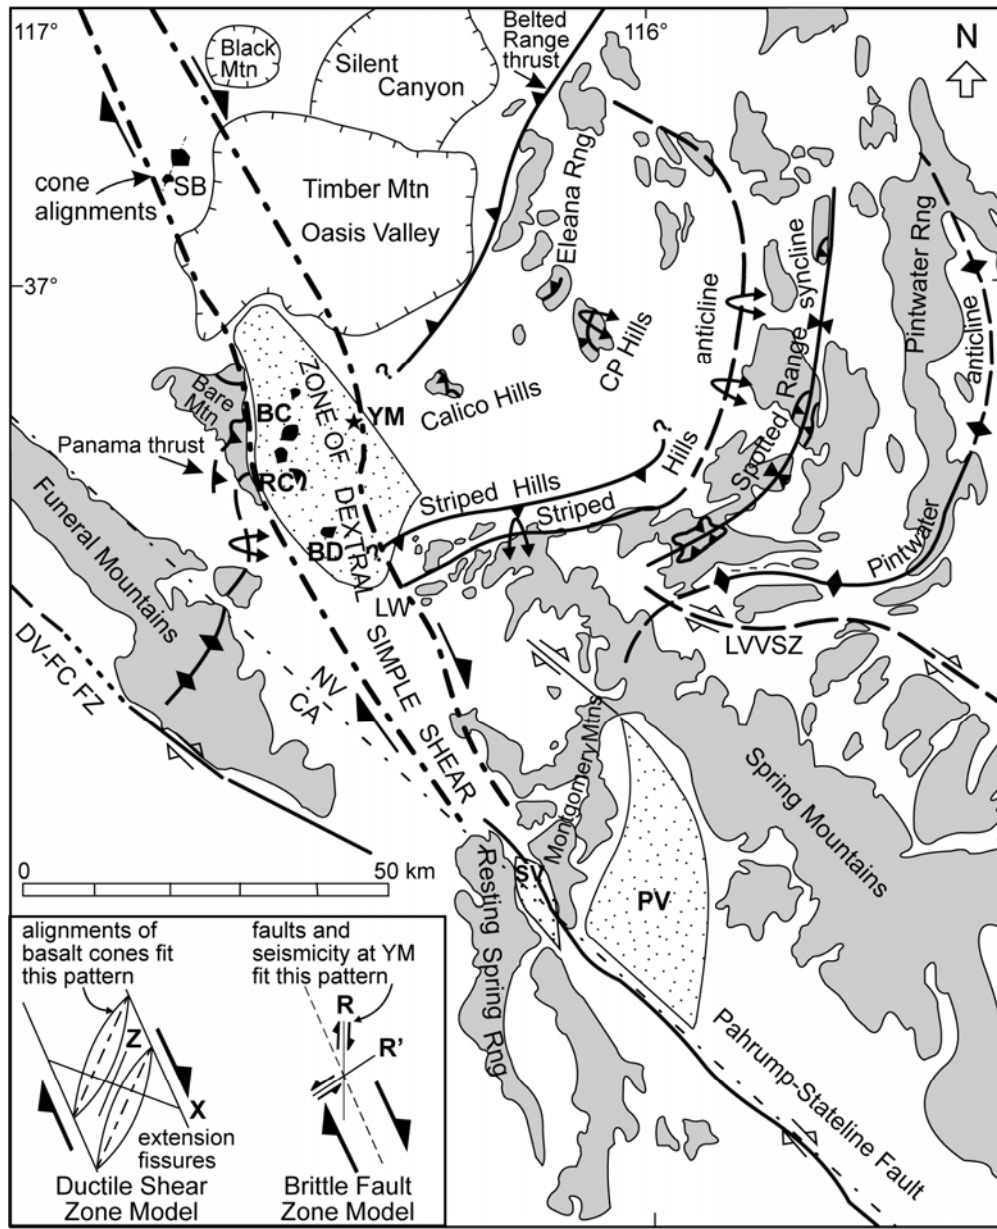 117°
116°
N
Black
Mtn
Silent
Canyon
Belted
Range
thrust
cone
alignments
SB
Timber Mtn
Oasis Valley
Eleana Rng
37°
CP Hills
anticline
Spotted Range syncline
Pintwater Rng
anticline
Pintwater
Bare
Mtn
Panama thrust
BC
RC
BD
YM
?
Calico Hills
?
Striped Hills
Striped Hills
?
LW
ZONE OF DEXTRAL SIMPLE SHEAR
Funeral Mountains
DV-FC FZ
NV
CA
LVVSZ
Montgomery Mtns
Spring Mountains
SV
PV
Resting Spring Rng
Pahrump-Stateline Fault
0 50 km
alignments of
basalt cones fit
this pattern
Z
X
extension
fissures
Ductile Shear
Zone Model
faults and
seismicity at YM
fit this pattern
R
R'
Brittle Fault
Zone Model